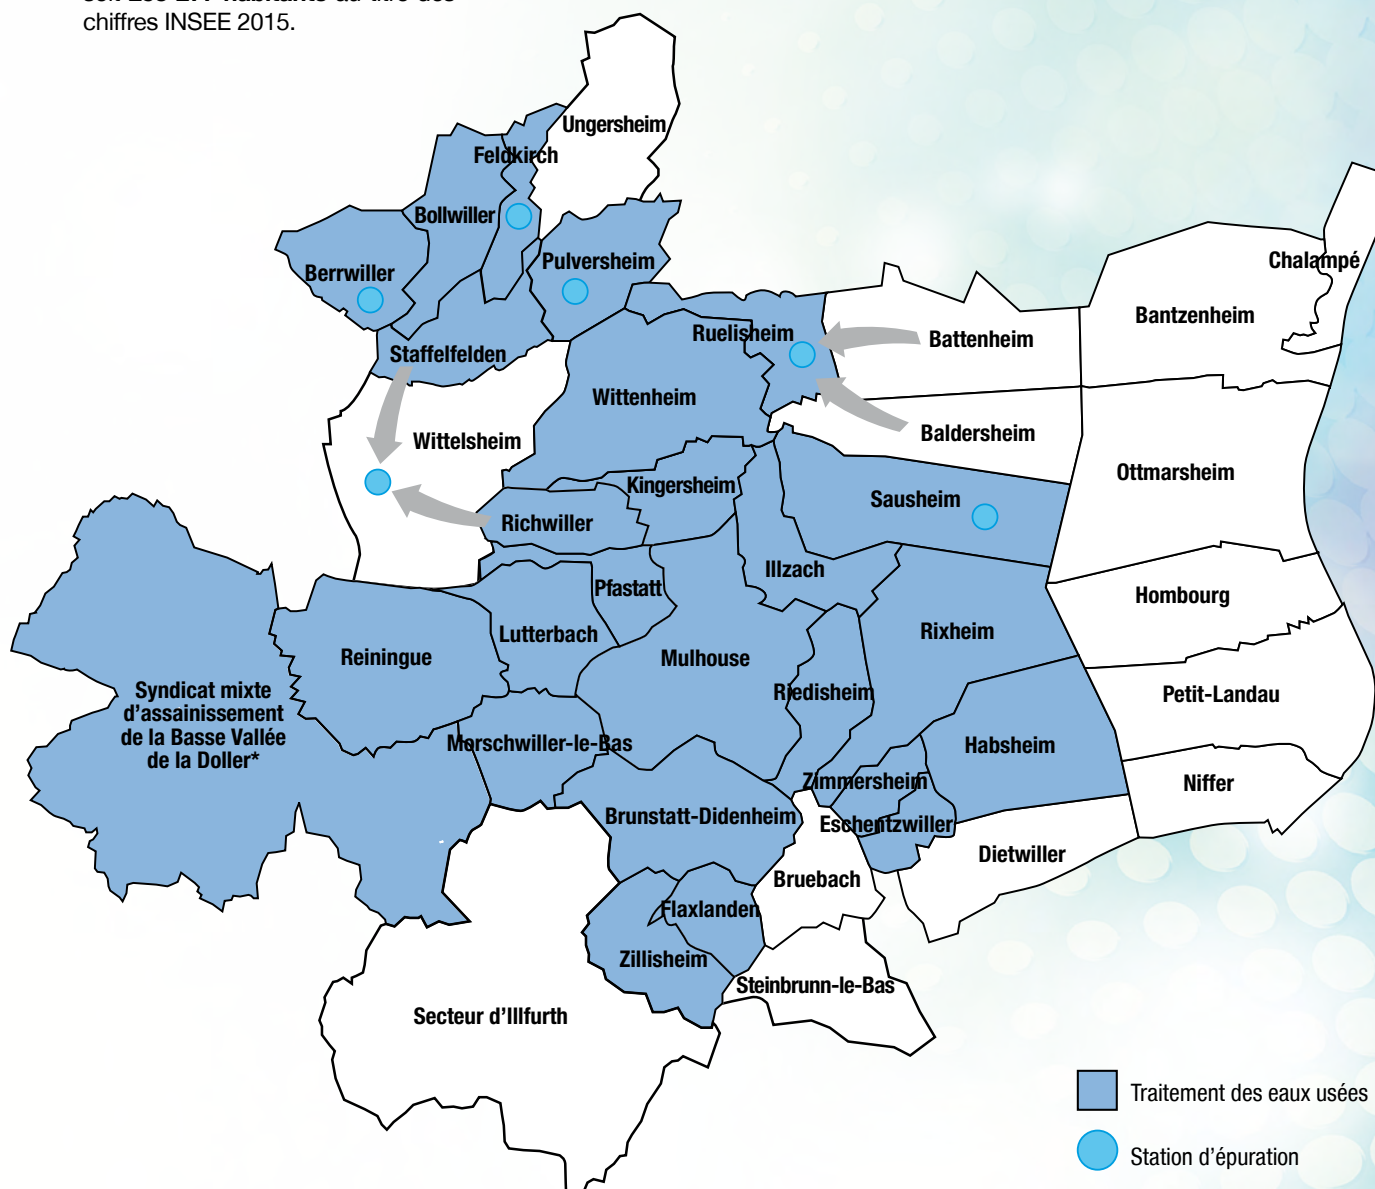 chiffres INSEE 2015.
Ungersheim
Feldkirch
Bollwiller
Berrwiller
Pulversheim
Chalampé
Bantzenheim
Ruelisheim
Battenheim
Staffelfelden
Wittenheim
Wittelsheim
Baldersheim
Ottmarsheim
Kingersheim
Sausheim
Richwiller
Illzach
Pfastatt
Hombourg
Lutterbach
Rixheim
Reiningue
Mulhouse
Riedisheim
Petit-Landau
Syndicat mixte
d'assainissement
de la Basse Vallée
de la Doller*
Morschwiller-le-Bas
Habsheim
Zimmersheim
Niffer
Brunstatt-Didenheim
Eschentzwiller
Dietwiller
Bruebach
Flaxlanden
Zillisheim
Steinbrunn-le-Bas
Secteur d'Illfurth
Traitement des eaux usées
Station d'épuration